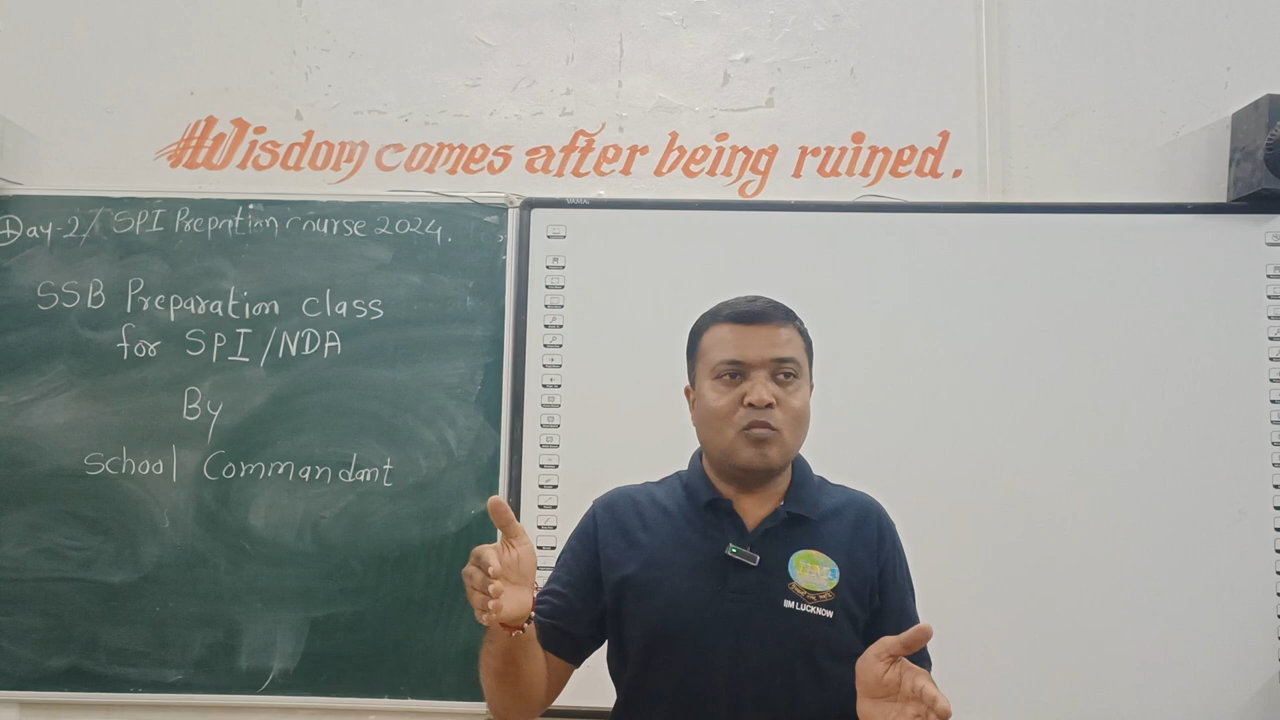 #Wisdom comes after being ruined.
Day-2/ SPI Prepration course 2024.
SSB Preparation class
for SPI/NDA
By
School Commandant
IIM LUCKNOW